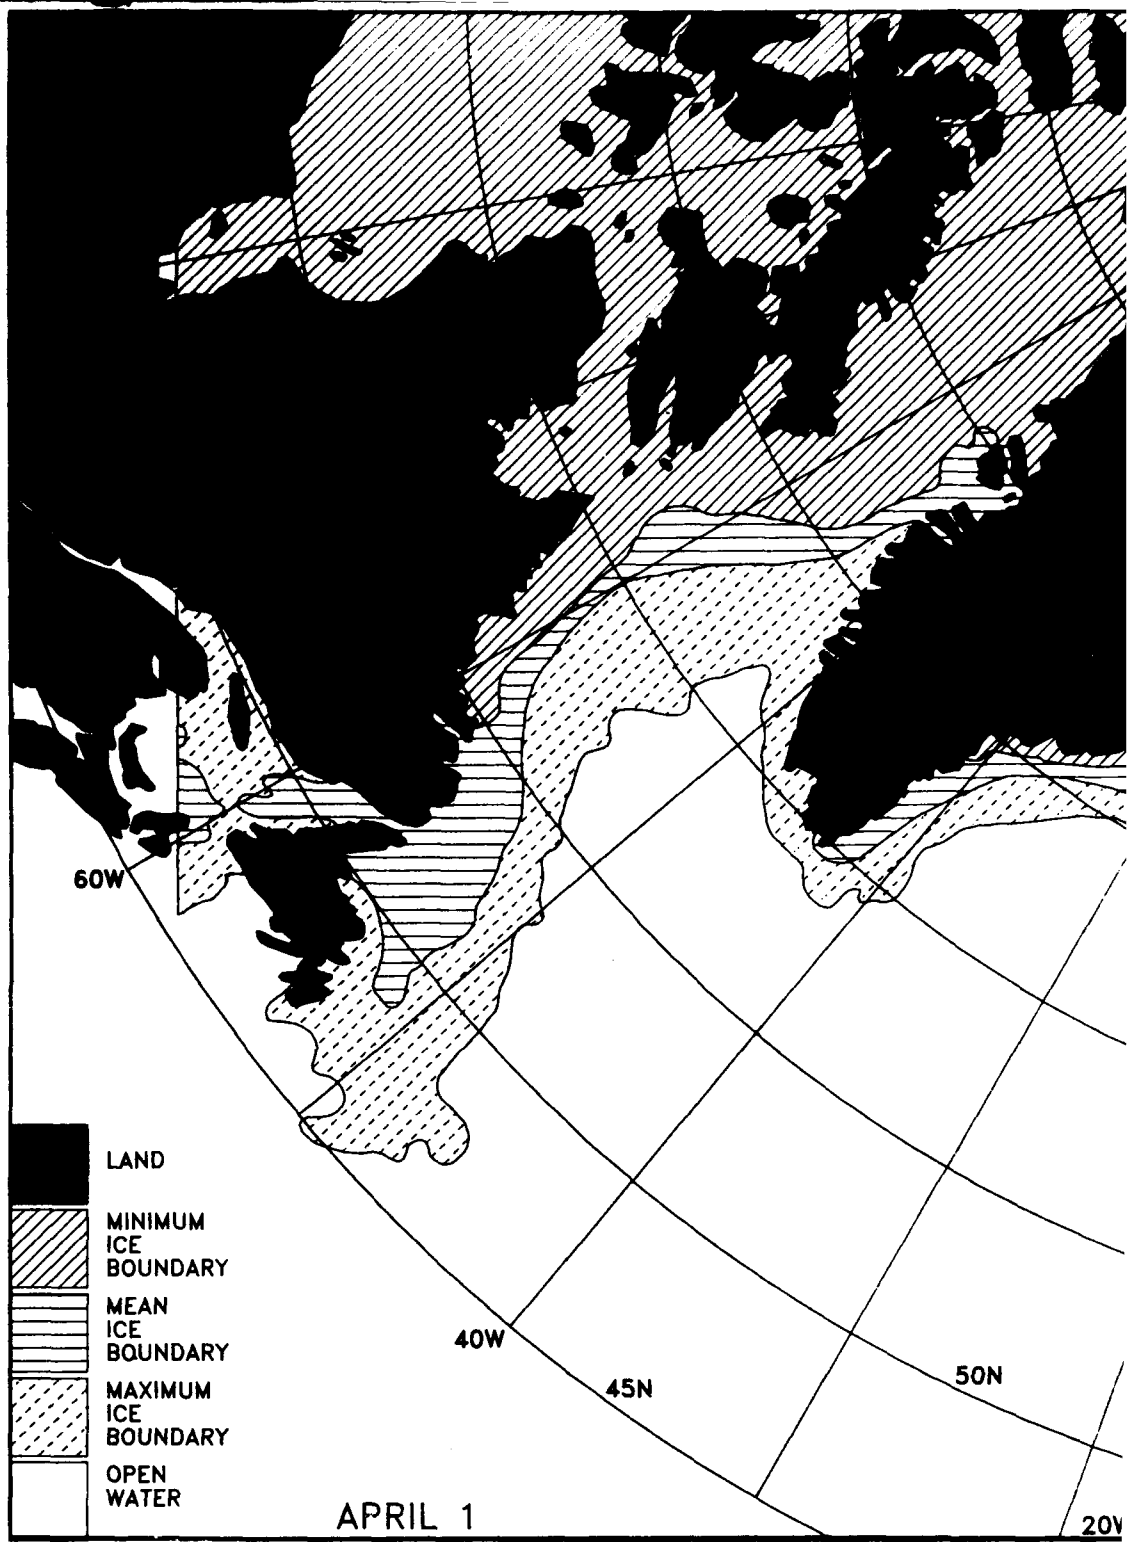 60W
LAND
MINIMUM
ICE
BOUNDARY
MEAN
ICE
BOUNDARY
MAXIMUM
ICE
BOUNDARY
OPEN
WATER
40W
45N
50N
APRIL 1